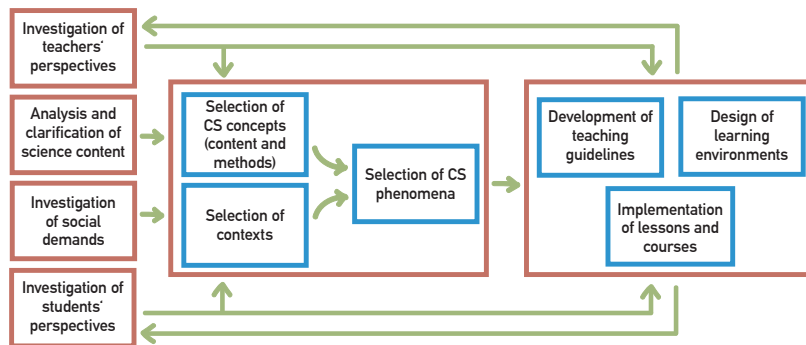 Investigation of
teachers‘
perspectives
Analysis and
clarification of
science content
Investigation
of social
demands
Investigation of
students‘
perspectives
Selection of
CS concepts
(content and
methods)
Selection of
contexts
Selection of CS
phenomena
Development of
teaching
guidelines
Design of
learning
environments
Implementation
of lessons and
courses